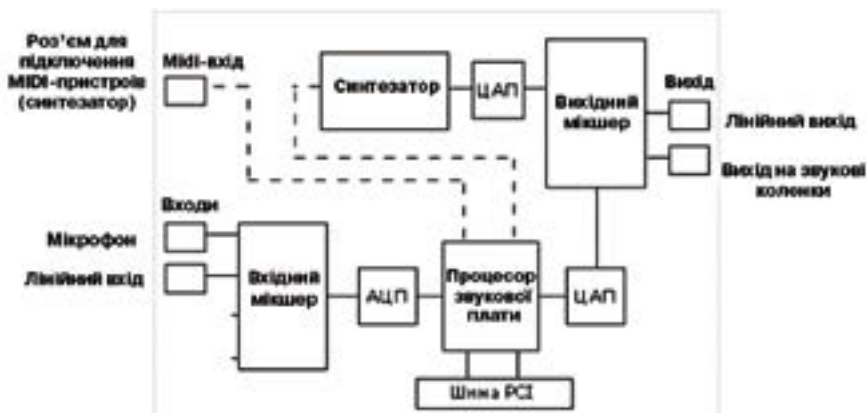 Роз'єм для
підключення
MIDI-пристроїв
(синтезатор)
Midi-вхід
Синтезатор
ЦАП
Вихідний
мікшер
Вихід
Лінійний вихід
Вихід на звукові
колонки
Входи
Мікрофон
Лінійний вхід
Вхідний
мікшер
АЦП
Процесор
звукової
плати
ЦАП
Шина PCI